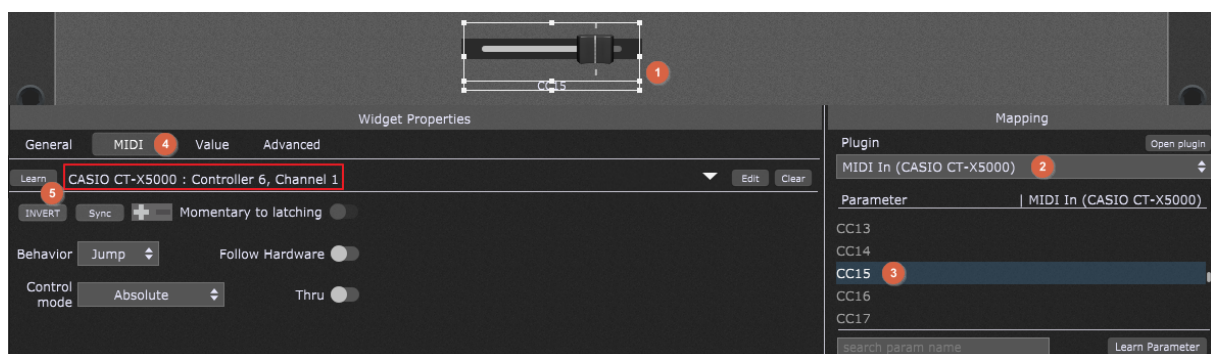 CC15
1
Widget Properties
General MIDI 4 Value Advanced
Learn CASIO CT-X5000 : Controller 6, Channel 1 Edit Clear
5
INVERT Sync Momentary to latching
Behavior Jump Follow Hardware
Control mode Absolute Thru
Mapping
Plugin Open plugin
MIDI In (CASIO CT-X5000) 2
Parameter | MIDI In (CASIO CT-X5000)
CC13
CC14
CC15 3
CC16
CC17
search param name Learn Parameter